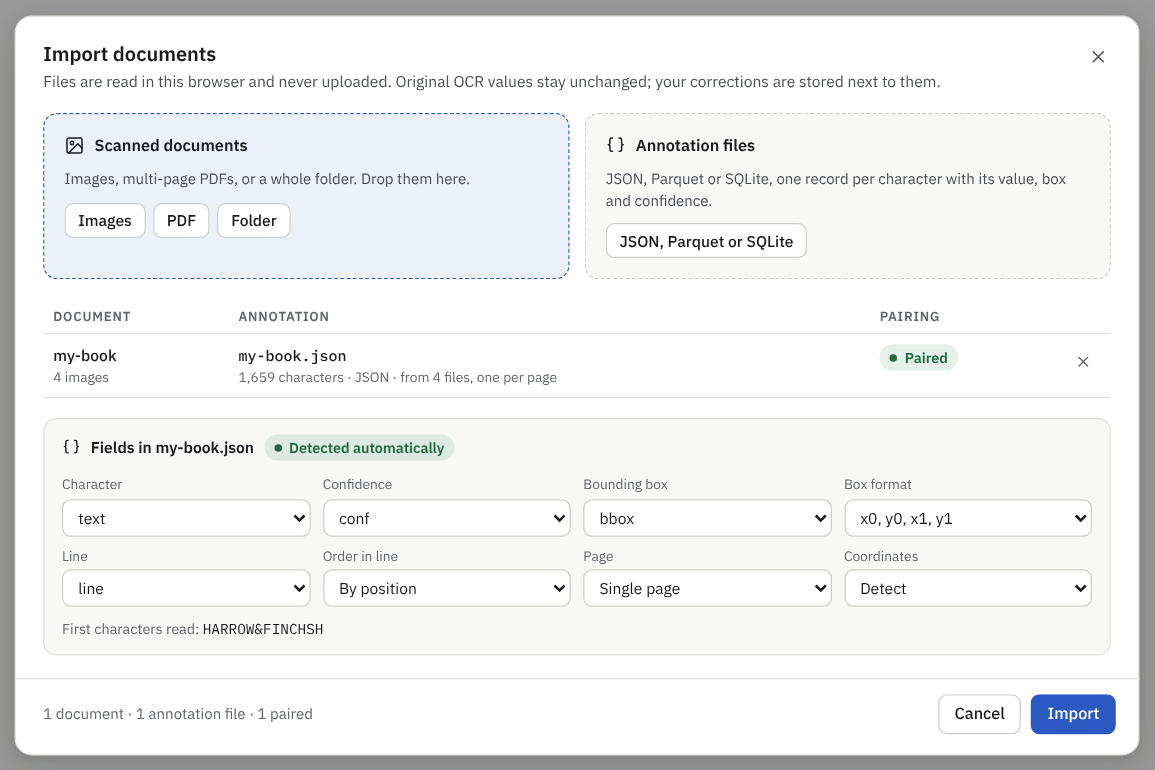 Import documents
Files are read in this browser and never uploaded. Original OCR values stay unchanged; your corrections are stored next to them.
Scanned documents
Images, multi-page PDFs, or a whole folder. Drop them here.
Images PDF Folder
{} Annotation files
JSON, Parquet or SQLite, one record per character with its value, box
and confidence.
JSON, Parquet or SQLite
DOCUMENT ANNOTATION PAIRING
my-book my-book.json Paired
4 images 1,659 characters · JSON · from 4 files, one per page
{} Fields in my-book.json Detected automatically
Character Confidence Bounding box Box format
text conf bbox x0, y0, x1, y1
Line Order in line Page Coordinates
line By position Single page Detect
First characters read: HARROW&FINCHSH
1 document · 1 annotation file · 1 paired
Cancel Import